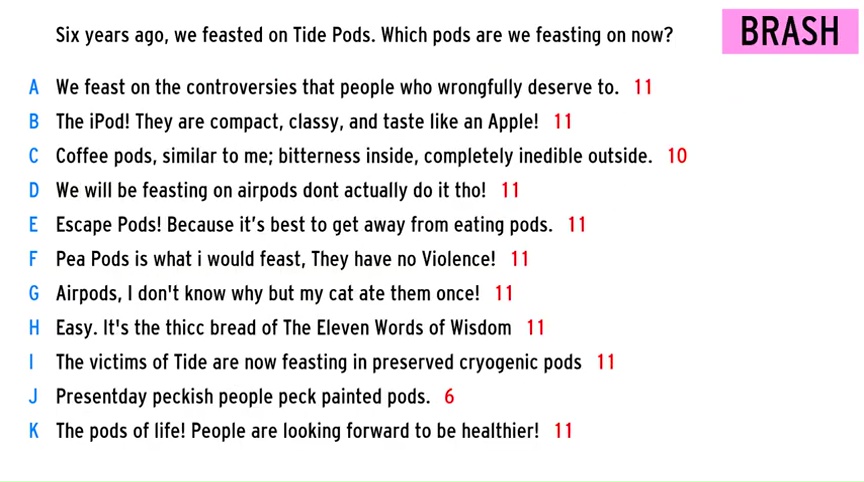 Six years ago, we feasted on Tide Pods. Which pods are we feasting on now?
BRASH
A We feast on the controversies that people who wrongfully deserve to. 11
B The iPod! They are compact, classy, and taste like an Apple! 11
C Coffee pods, similar to me; bitterness inside, completely inedible outside. 10
D We will be feasting on airpods dont actually do it tho! 11
E Escape Pods! Because it's best to get away from eating pods. 11
F Pea Pods is what i would feast, They have no Violence! 11
G Airpods, I don't know why but my cat ate them once! 11
H Easy. It's the thicc bread of The Eleven Words of Wisdom 11
I The victims of Tide are now feasting in preserved cryogenic pods 11
J Presentday peckish people peck painted pods. 6
K The pods of life! People are looking forward to be healthier! 11